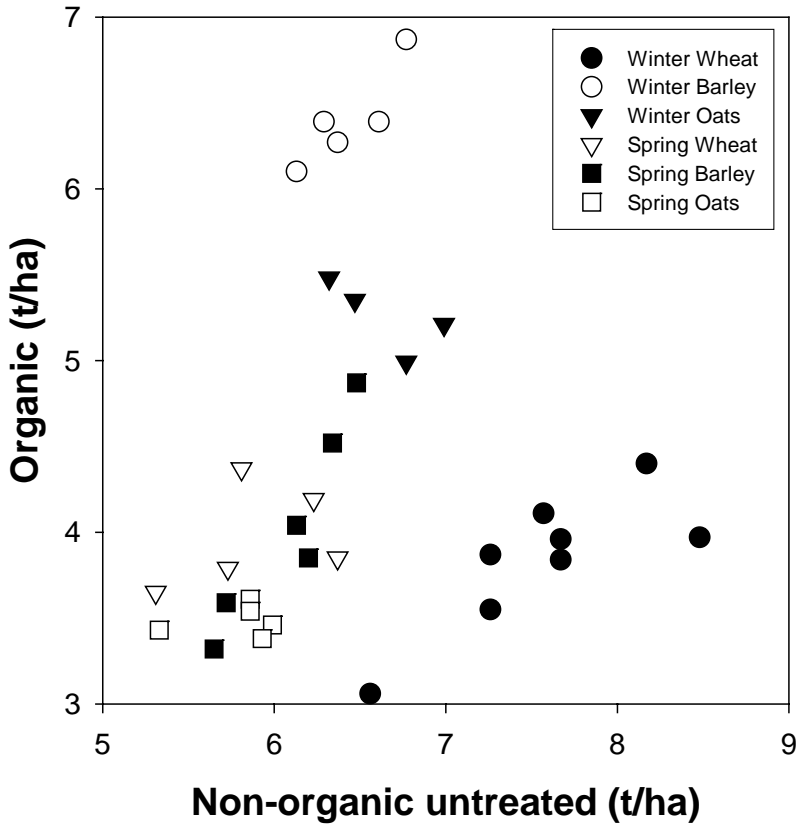 7
6
5
4
3
Organic (t/ha)
Winter Wheat
Winter Barley
Winter Oats
Spring Wheat
Spring Barley
Spring Oats
5 6 7 8 9
Non-organic untreated (t/ha)